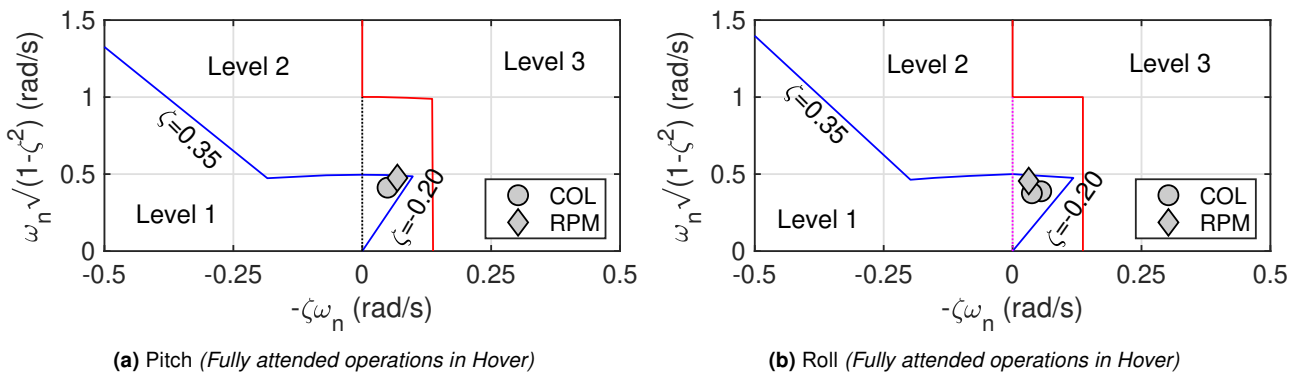 1.5
1
0.5
0
ω_n √(1-ζ^2) (rad/s)
Level 2
Level 3
Level 1
ζ=0.35
ζ=-0.20
COL
RPM
-0.5 -0.25 0 0.25 0.5
-ζω_n (rad/s)
(a) Pitch (Fully attended operations in Hover)
1.5
1
0.5
0
ω_n √(1-ζ^2) (rad/s)
Level 2
Level 3
Level 1
ζ=0.35
ζ=-0.20
COL
RPM
-0.5 -0.25 0 0.25 0.5
-ζω_n (rad/s)
(b) Roll (Fully attended operations in Hover)